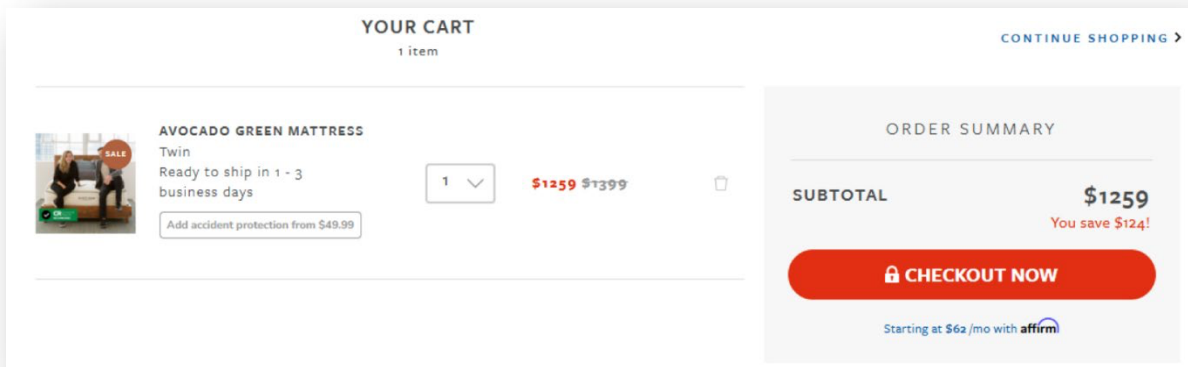 YOUR CART
1 item
CONTINUE SHOPPING >
AVOCADO GREEN MATTRESS
Twin
Ready to ship in 1 - 3
business days
Add accident protection from $49.99
SALE
1
$1259 $1399
ORDER SUMMARY
SUBTOTAL
$1259
You save $124!
CHECKOUT NOW
Starting at $62 /mo with affirm